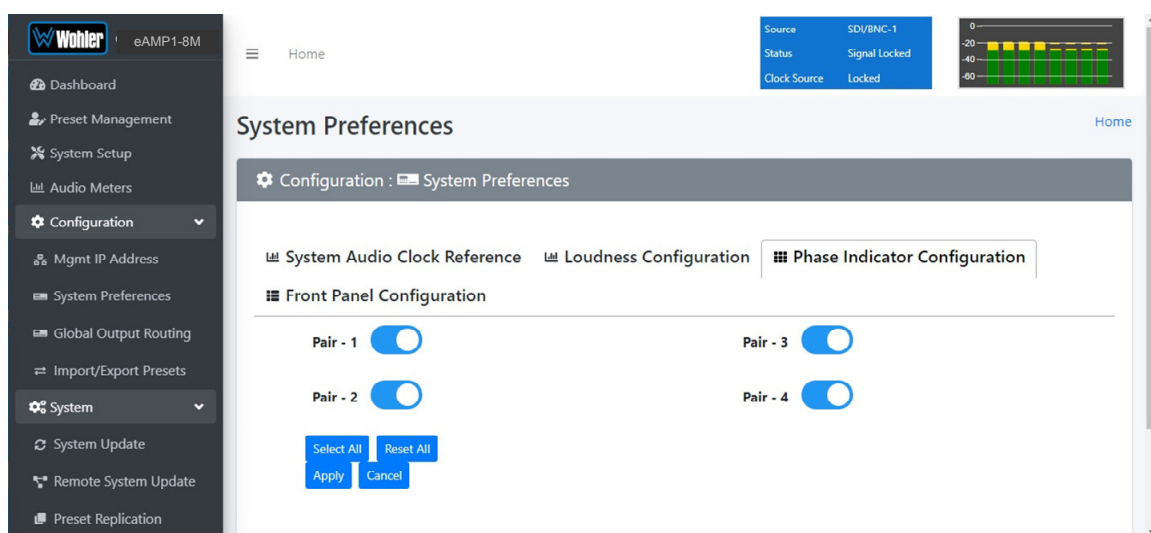 Wohler eAMP1-8M
Dashboard
Preset Management
System Setup
Audio Meters
Configuration
Mgmt IP Address
System Preferences
Global Output Routing
Import/Export Presets
System
System Update
Remote System Update
Preset Replication
Home
Source SDI/BNC-1
Status Signal Locked
Clock Source Locked
0
-20
-40
-60
System Preferences
Home
Configuration : System Preferences
System Audio Clock Reference Loudness Configuration Phase Indicator Configuration
Front Panel Configuration
Pair - 1 Pair - 3
Pair - 2 Pair - 4
Select All Reset All
Apply Cancel